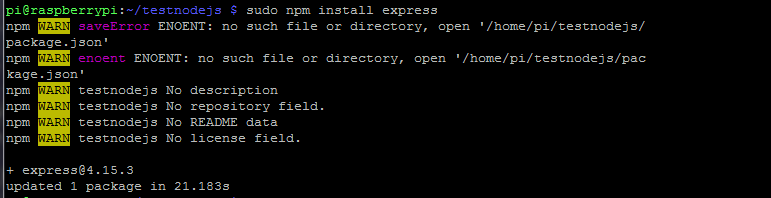 pi@raspberrypi:~/testnodejs $ sudo npm install express
npm WARN saveError ENOENT: no such file or directory, open '/home/pi/testnodejs/
package.json'
npm WARN enoent ENOENT: no such file or directory, open '/home/pi/testnodejs/pac
kage.json'
npm WARN testnodejs No description
npm WARN testnodejs No repository field.
npm WARN testnodejs No README data
npm WARN testnodejs No license field.

+ express@4.15.3
updated 1 package in 21.183s